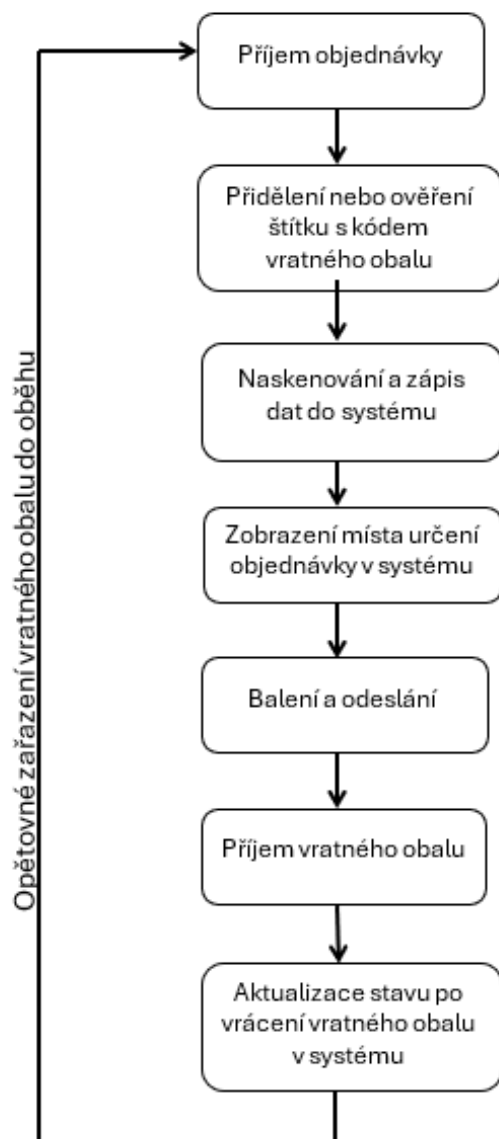 Příjem objednávky
Přidělení nebo ověření
štítku s kódem
vratného obalu
Naskenování a zápis
dat do systému
Zobrazení místa určení
objednávky v systému
Balení a odeslání
Příjem vratného obalu
Aktualizace stavu po
vrácení vratného obalu
v systému
Opětovné zařazení vratného obalu do oběhu